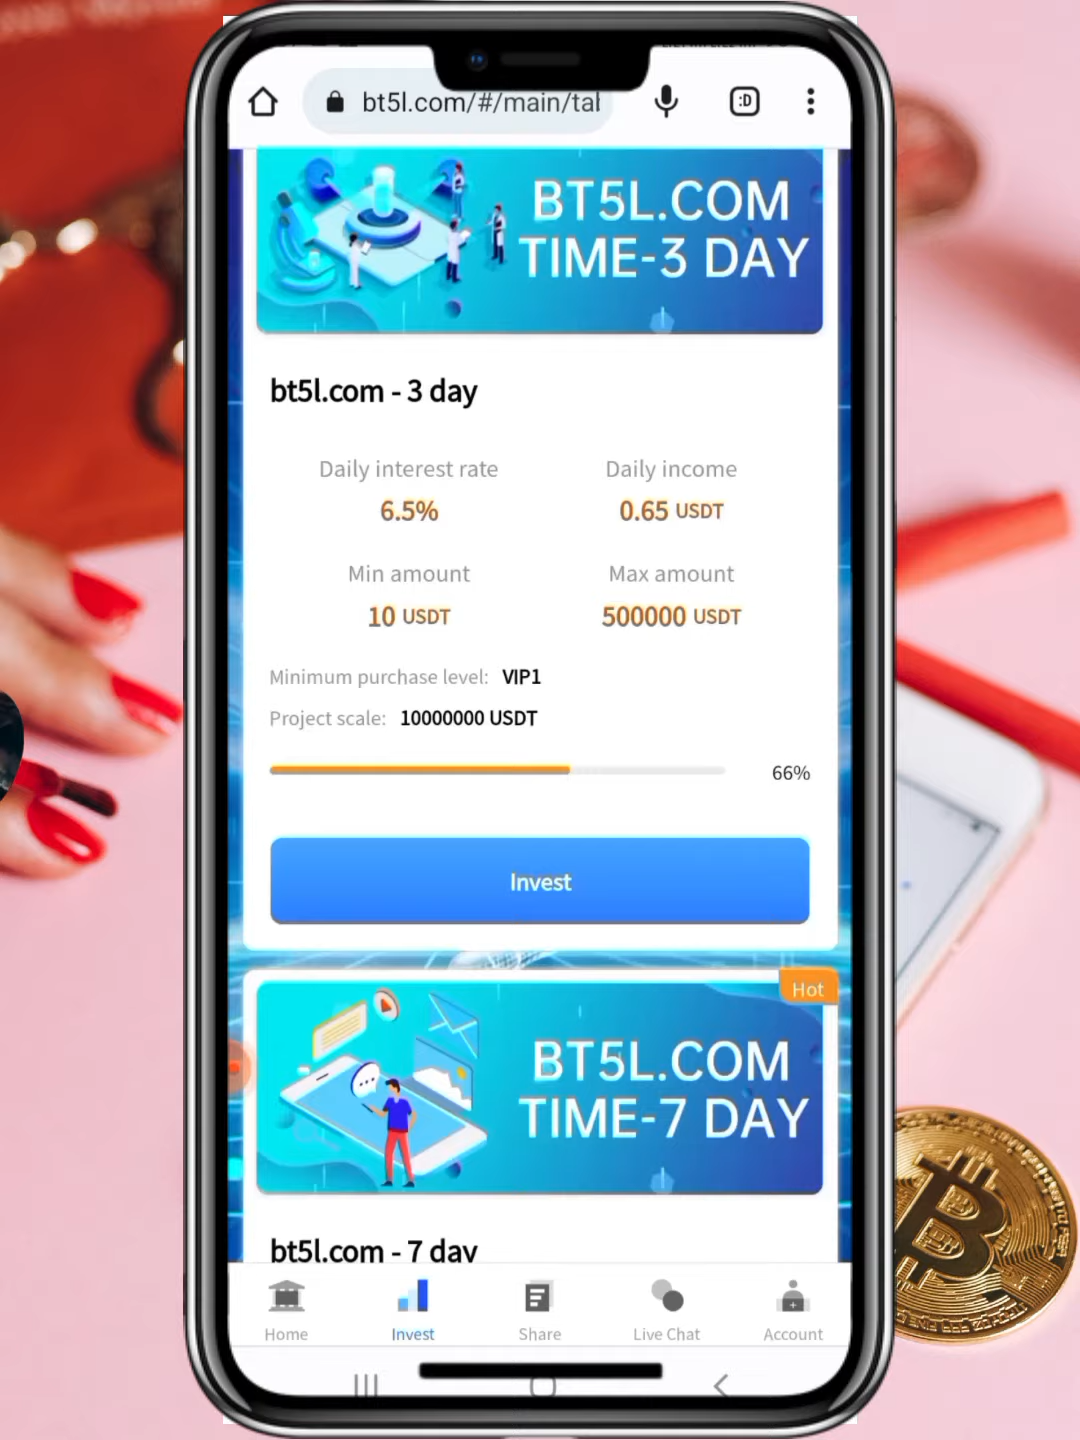 bt5l.com/#/main/tal
:D
BT5L.COM
TIME-3 DAY
bt5l.com - 3 day
Daily interest rate
Daily income
6.5%
0.65 USDT
Min amount
Max amount
10 USDT
500000 USDT
Minimum purchase level: VIP1
Project scale: 10000000 USDT
66%
Invest
Hot
BT5L.COM
TIME-7 DAY
bt5l.com - 7 day
Home
Invest
Share
Live Chat
Account